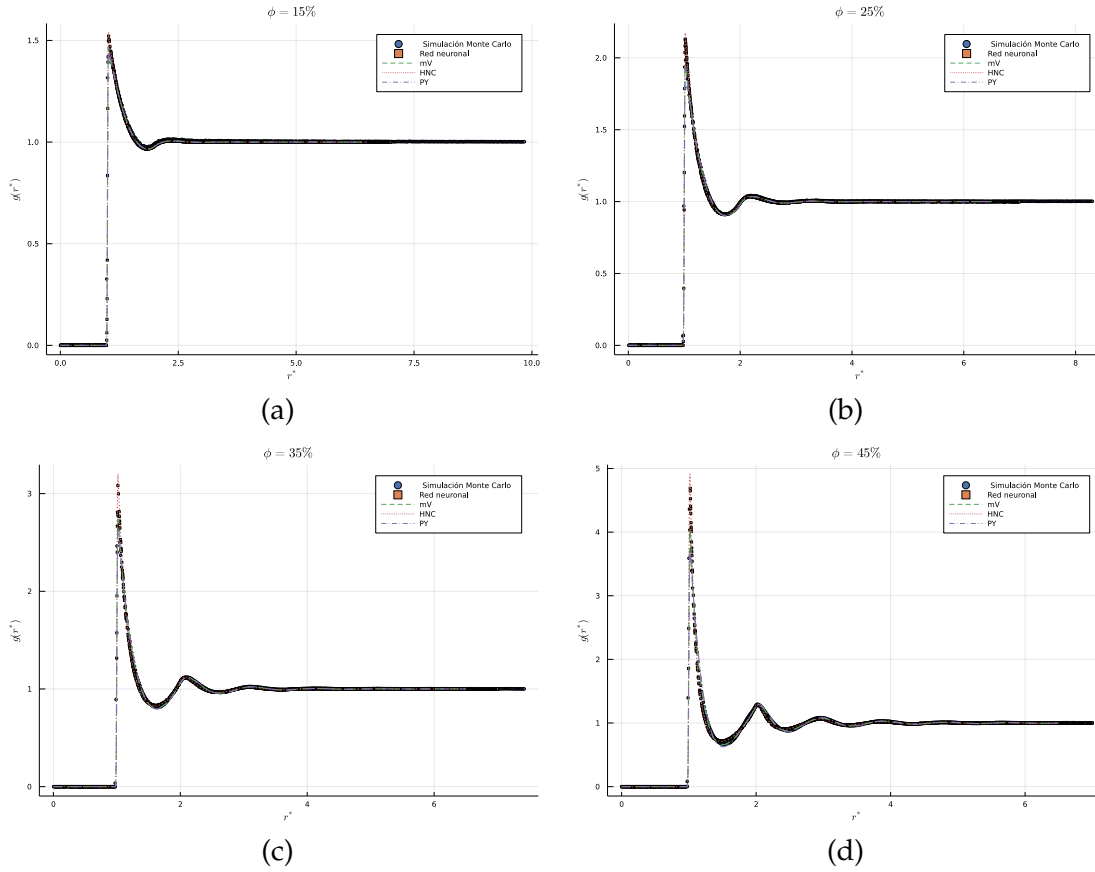 ϕ = 15%
1.5
1.0
0.5
0.0
g(r*)
0.0
2.5
5.0
7.5
10.0
r*
Simulación Monte Carlo
Red neuronal
mV
HNC
PY
(a)
ϕ = 25%
2.0
1.5
1.0
0.5
0.0
g(r*)
0
2
4
6
8
r*
Simulación Monte Carlo
Red neuronal
mV
HNC
PY
(b)
ϕ = 35%
3
2
1
0
g(r*)
0
2
4
6
r*
Simulación Monte Carlo
Red neuronal
mV
HNC
PY
(c)
ϕ = 45%
5
4
3
2
1
0
g(r*)
0
2
4
6
r*
Simulación Monte Carlo
Red neuronal
mV
HNC
PY
(d)